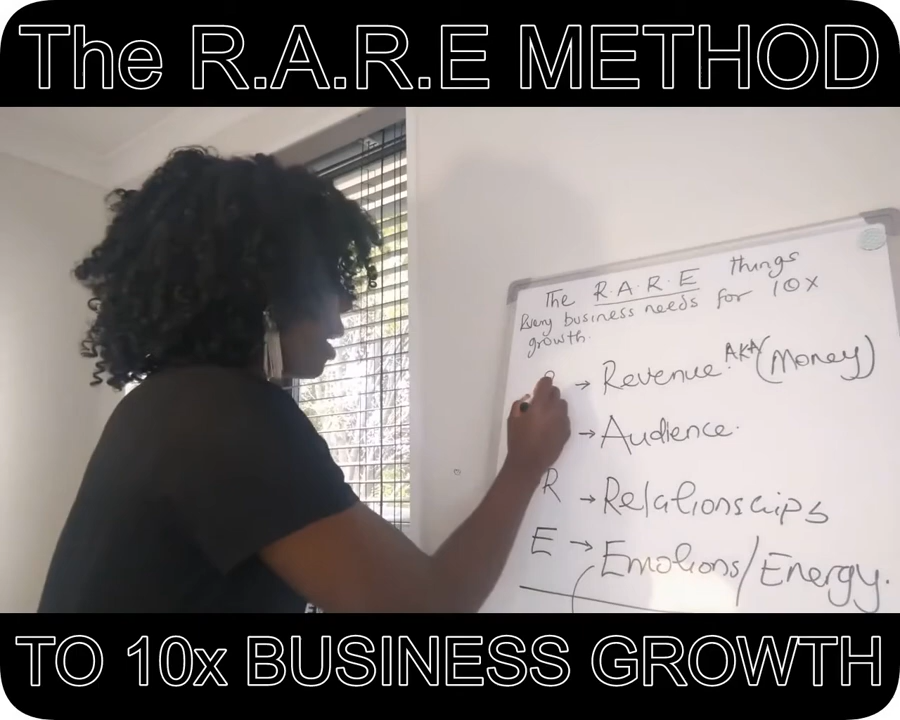 The R.A.R.E METHOD
The R.A.R.E things
Every business needs for 10x
growth.
→ Revenue. AKA (Money)
→ Audience.
R → Relationships
E → Emotions/Energy.
TO 10x BUSINESS GROWTH